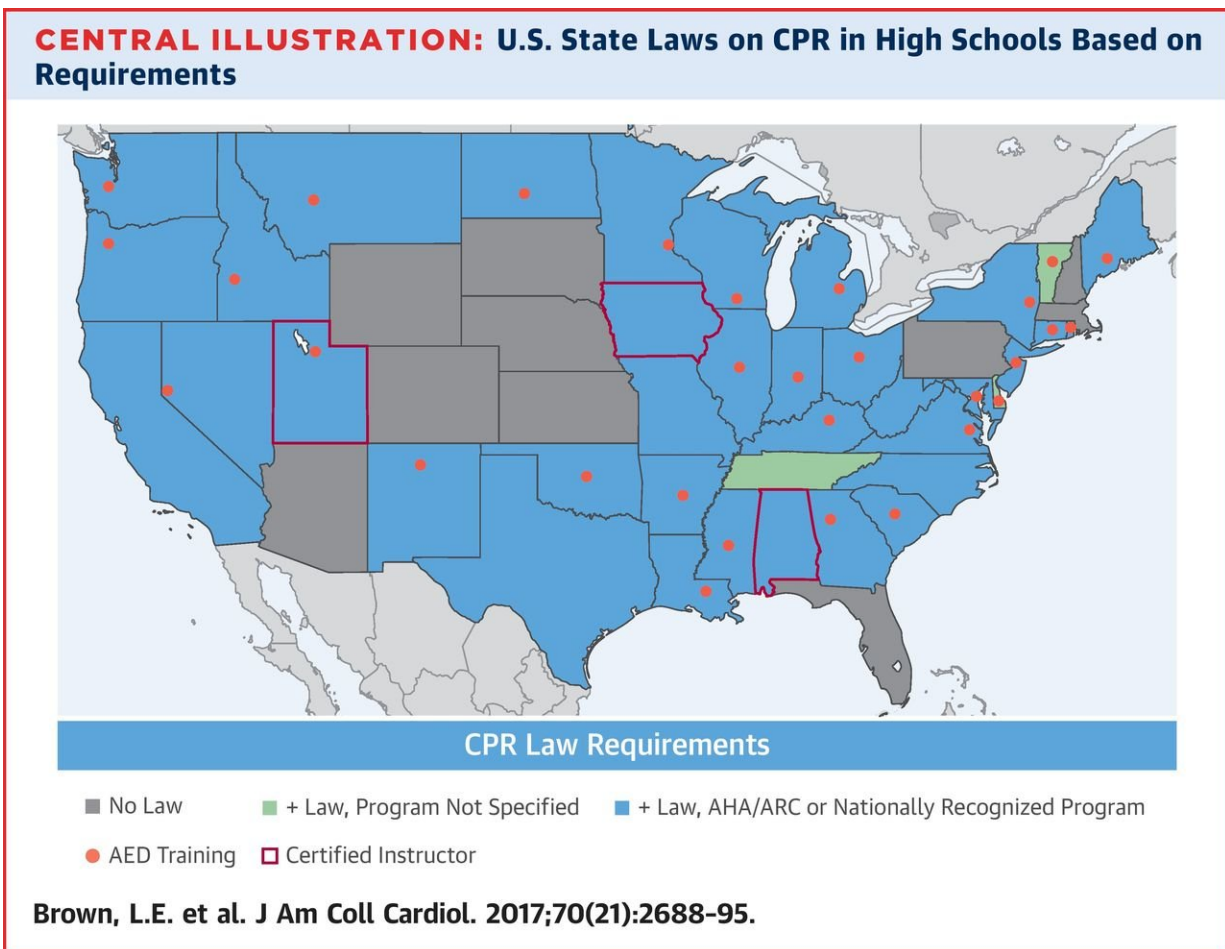 CENTRAL ILLUSTRATION: U.S. State Laws on CPR in High Schools Based on
Requirements
CPR Law Requirements
No Law
+ Law, Program Not Specified
+ Law, AHA/ARC or Nationally Recognized Program
AED Training
Certified Instructor
Brown, L.E. et al. J Am Coll Cardiol. 2017;70(21):2688-95.